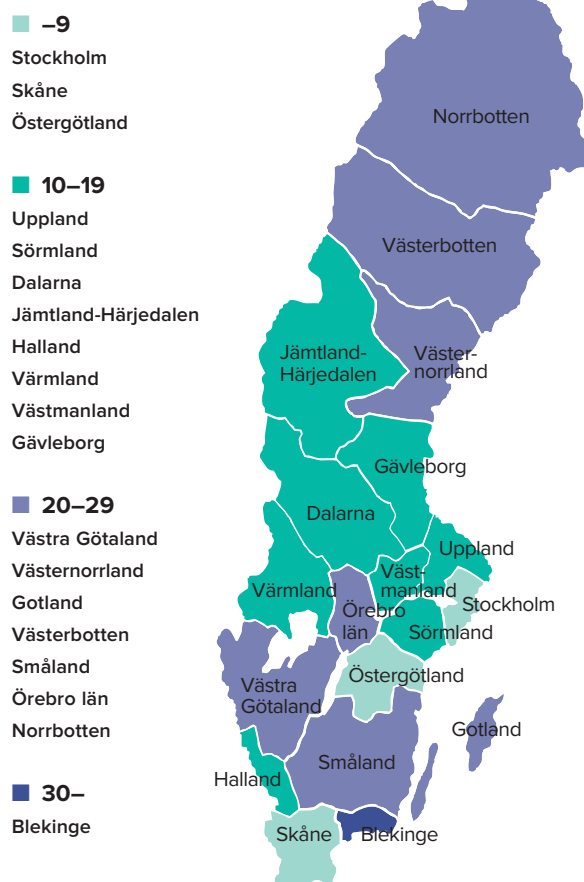 –9
Stockholm
Skåne
Östergötland
10–19
Uppland
Sörmland
Dalarna
Jämtland-Härjedalen
Halland
Värmland
Västmanland
Gävleborg
20–29
Västra Götaland
Västernorrland
Gotland
Västerbotten
Småland
Örebro län
Norrbotten
30–
Blekinge
Norrbotten
Västerbotten
Jämtland-
Härjedalen
Väster-
norrland
Gävleborg
Dalarna
Uppland
Väst-
manland
Värmland
Stockholm
Örebro
län
Sörmland
Östergötland
Västra
Götaland
Gotland
Småland
Halland
Skåne
Blekinge